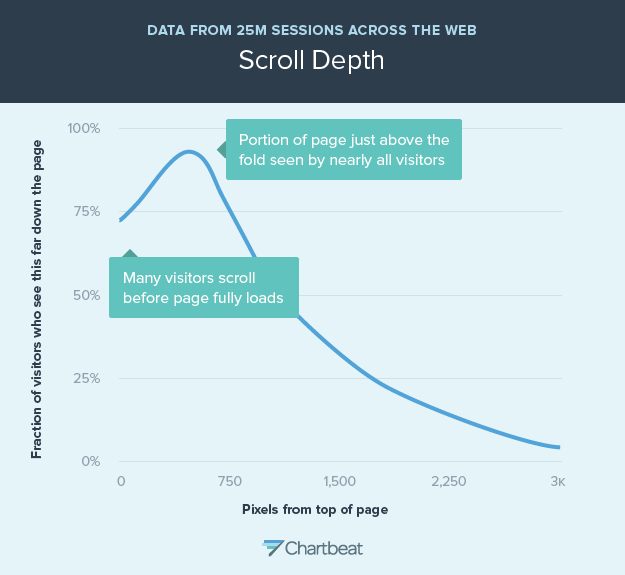 DATA FROM 25M SESSIONS ACROSS THE WEB
Scroll Depth
Fraction of visitors who see this far down the page
100%
75%
50%
25%
0%
Portion of page just above the
fold seen by nearly all visitors
Many visitors scroll
before page fully loads
0
750
1,500
2,250
3K
Pixels from top of page
Chartbeat